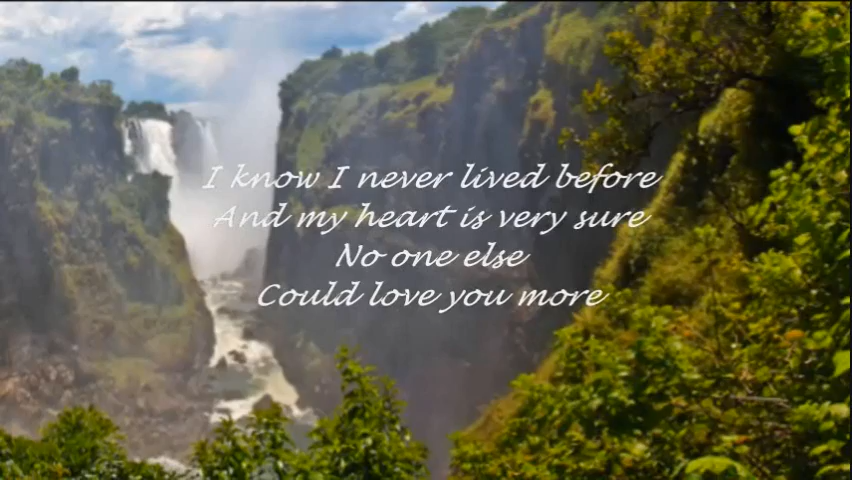 I know I never lived before
And my heart is very sure
No one else
Could love you more